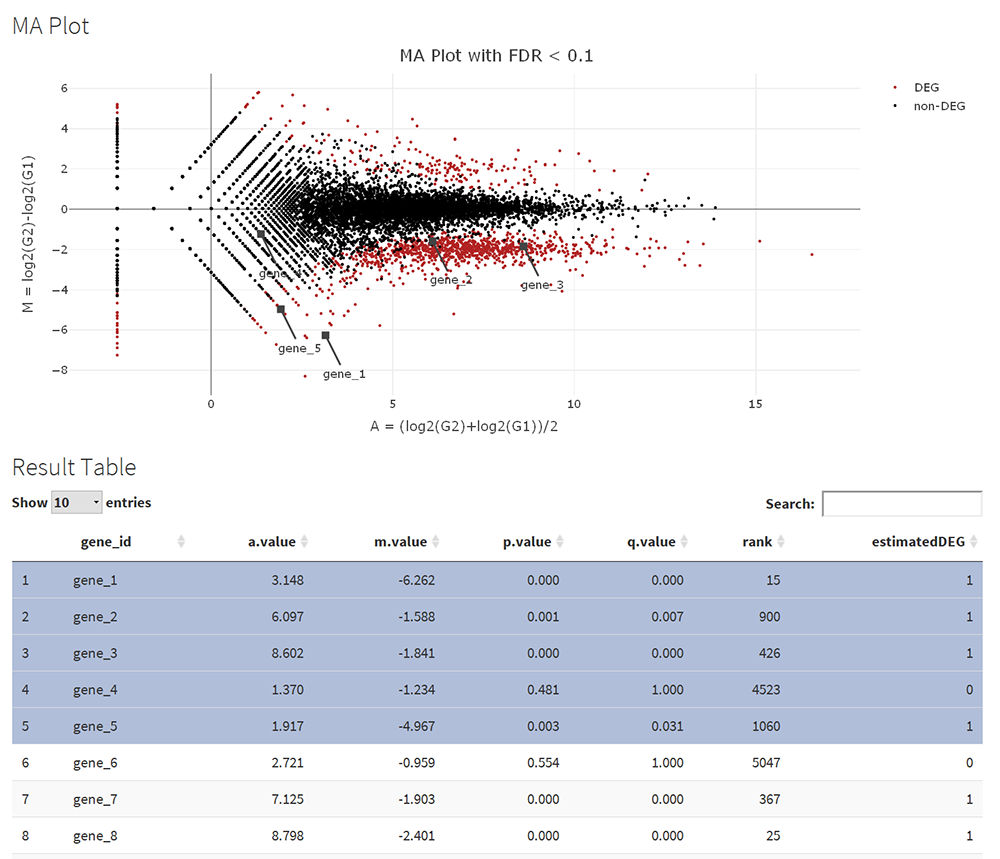 MA Plot
MA Plot with FDR < 0.1
DEG
non-DEG
6
4
2
0
−2
−4
−6
−8
M = log2(G2)-log2(G1)
gene_4
gene_2
gene_3
gene_5
gene_1
0 5 10 15
A = (log2(G2)+log2(G1))/2
Result Table
Show 10 entries
Search:
gene_id a.value m.value p.value q.value rank estimatedDEG
1 gene_1 3.148 -6.262 0.000 0.000 15 1
2 gene_2 6.097 -1.588 0.001 0.007 900 1
3 gene_3 8.602 -1.841 0.000 0.000 426 1
4 gene_4 1.370 -1.234 0.481 1.000 4523 0
5 gene_5 1.917 -4.967 0.003 0.031 1060 1
6 gene_6 2.721 -0.959 0.554 1.000 5047 0
7 gene_7 7.125 -1.903 0.000 0.000 367 1
8 gene_8 8.798 -2.401 0.000 0.000 25 1